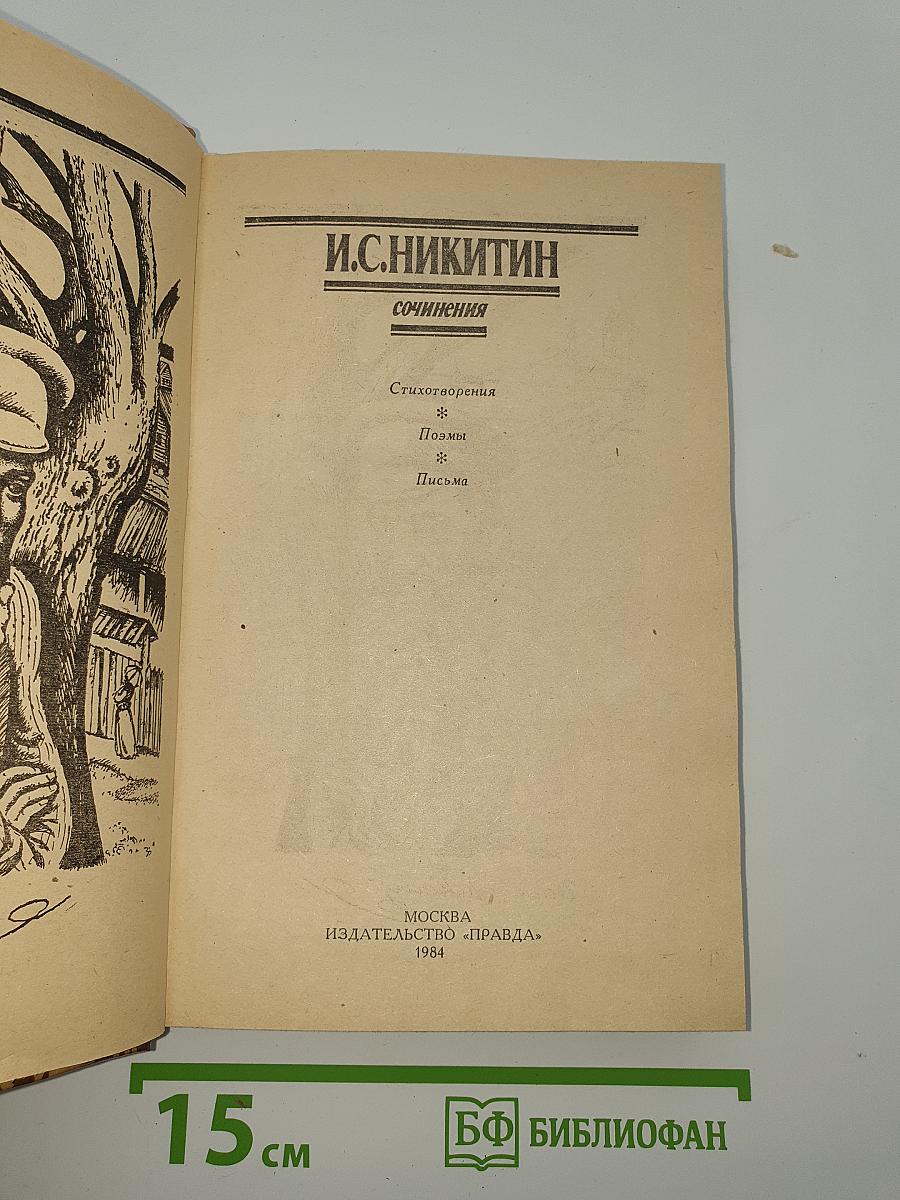 И.С.НИКИТИН
сочинения
Стихотворения
*
Поэмы
*
Письма
МОСКВА
ИЗДАТЕЛЬСТВО «ПРАВДА»
1984
15 см
БФ БИБЛИОФАН